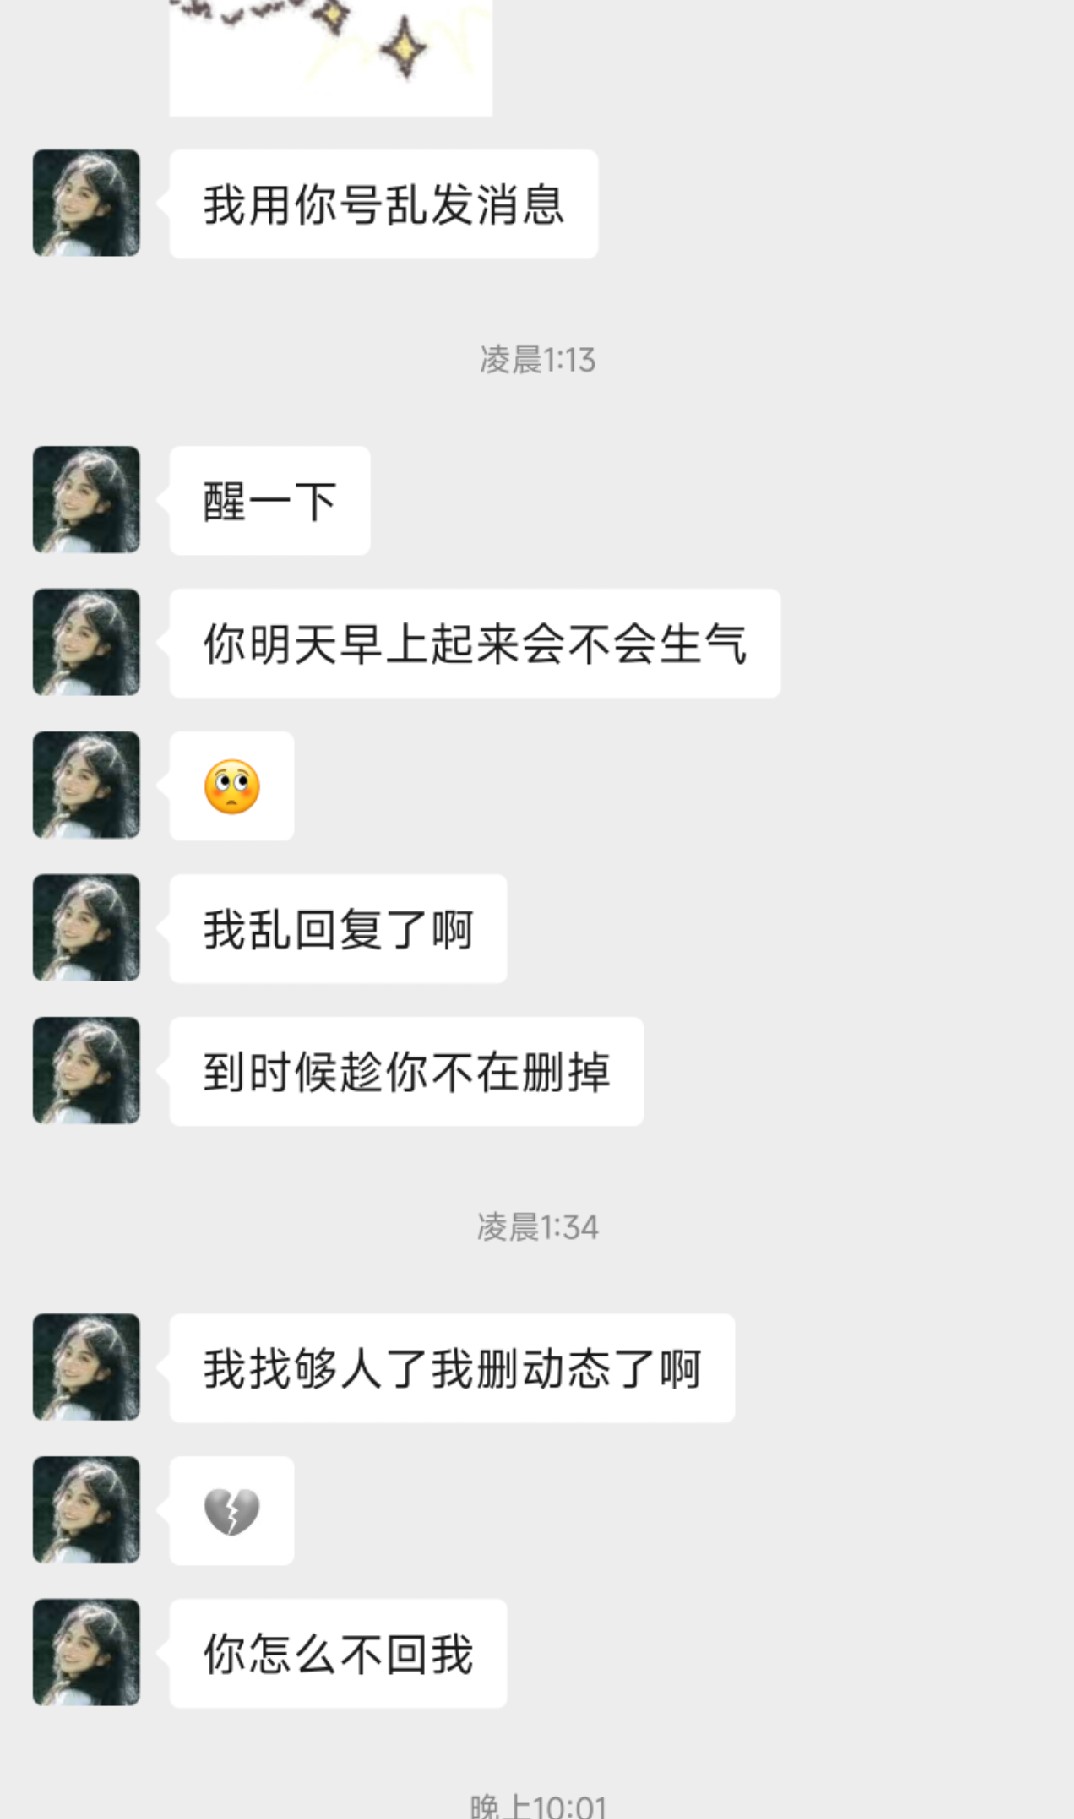 我用你号乱发消息
凌晨1:13
醒一下
你明天早上起来会不会生气
我乱回复了啊
到时候趁你不在删掉
凌晨1:34
我找够人了我删动态了啊
你怎么不回我
晚上10:01